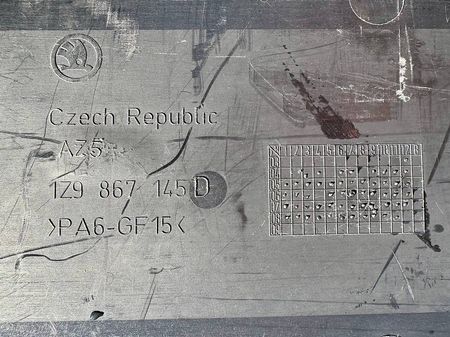 Czech Republic
AZ5
1Z9 867 145 D
>PA6-GF15<